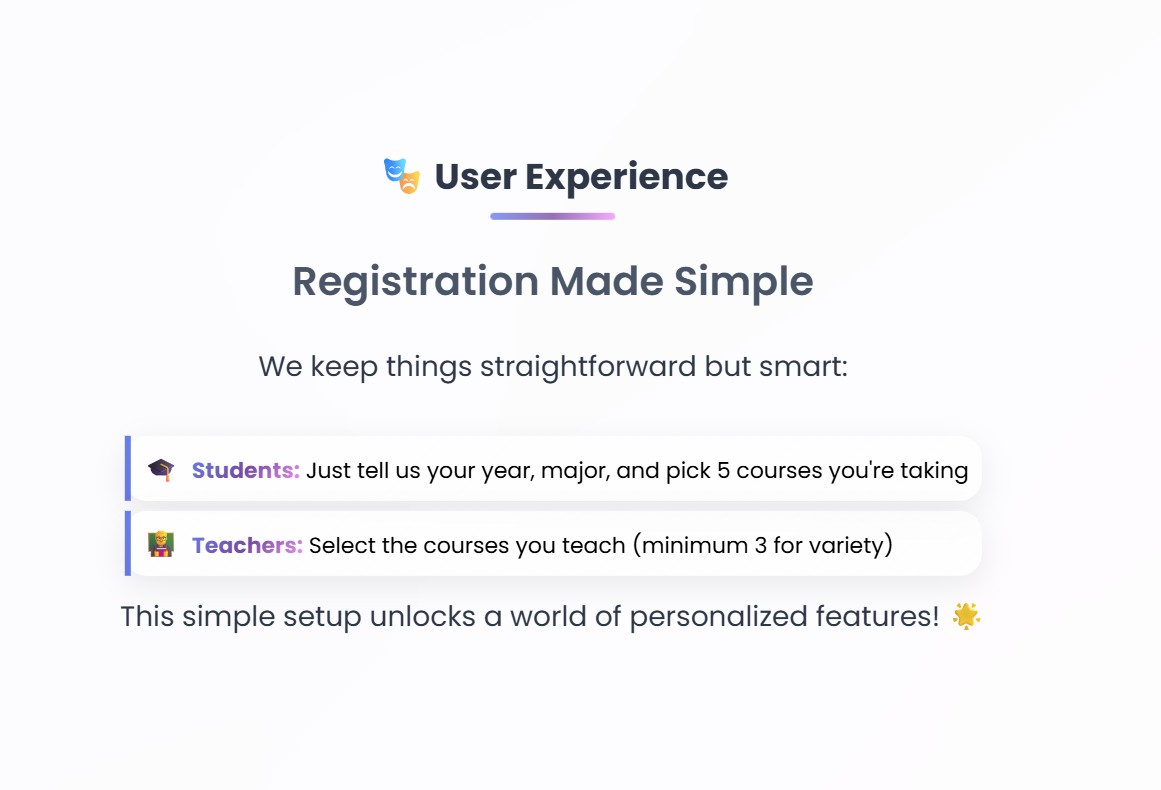 🎭 User Experience
Registration Made Simple
We keep things straightforward but smart:
🎓 Students: Just tell us your year, major, and pick 5 courses you're taking
👩‍🏫 Teachers: Select the courses you teach (minimum 3 for variety)
This simple setup unlocks a world of personalized features! 🌟